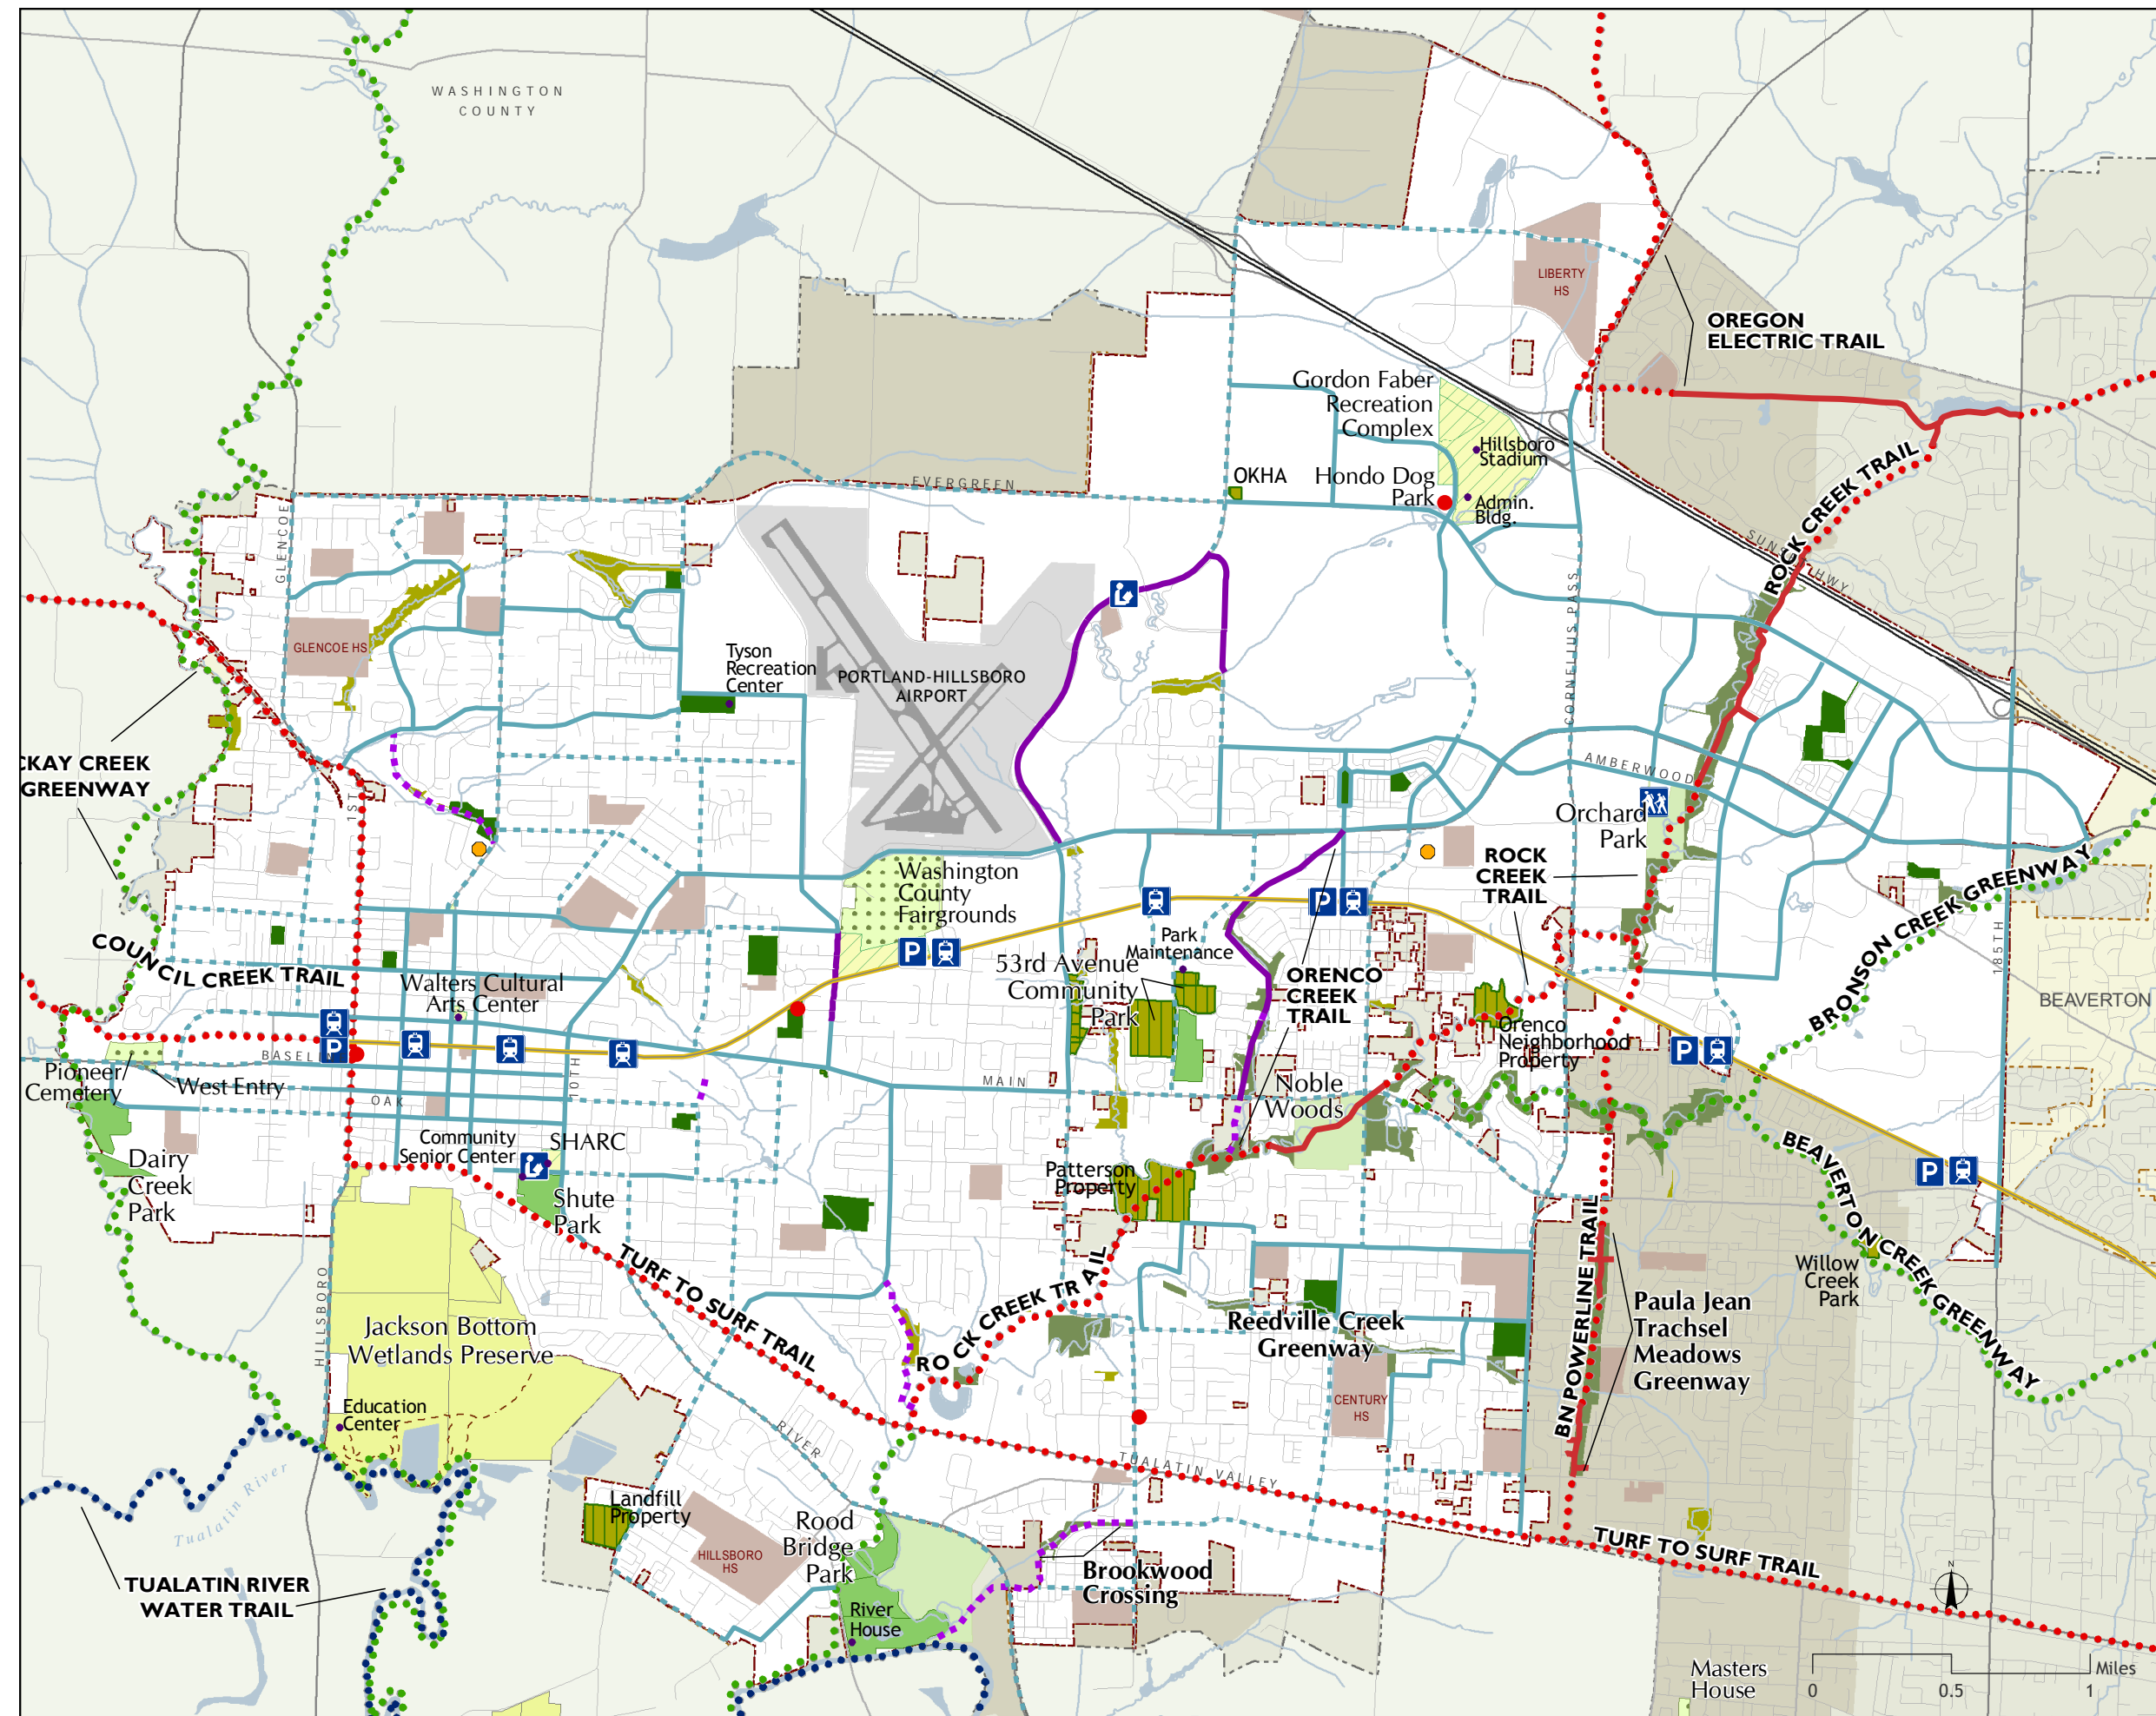 WASHINGTON
COUNTY
LIBERTY
HS
OREGON
ELECTRIC TRAIL
Gordon Faber
Recreation
Complex
Hillsboro
Stadium
OKHA
Hondo Dog
Park
Admin.
Bldg.
EVERGREEN
GLENCOE
ROCK CREEK TRAIL
HWY
CORNELIUS PASS
GLENCOE HS
Tyson
Recreation
Center
PORTLAND-HILLSBORO
AIRPORT
CKAY CREEK
GREENWAY
1ST
AMBERWOOD
Orchard
Park
ROCK
CREEK
TRAIL
Washington
County
Fairgrounds
P
P
P
BRONSON CREEK GREENWAY
185TH
BEAVERTON
COUNCIL CREEK TRAIL
Walters Cultural
Arts Center
Park
Maintenance
53rd Avenue
Community
Park
ORENCO
CREEK
TRAIL
Orenco
Neighborhood
Property
P
P
BASELIN
Pioneer/
Cemetery
West Entry
OAK
10TH
MAIN
Noble
Woods
Community
Senior Center
SHARC
Shute
Park
Dairy
Creek
Park
Patterson
Property
BEAVERTON CREEK GREENWAY
P
Willow
Creek
Park
TURF TO SURF TRAIL
ROCK CREEK TRAIL
BN POWERLINE TRAIL
Paula Jean
Trachsel
Meadows
Greenway
Reedville Creek
Greenway
CENTURY
HS
HILLSBORO
Jackson Bottom
Wetlands Preserve
Education
Center
RIVER
TUALATIN VALLEY
Tualatin River
Landfill
Property
HILLSBORO
HS
Rood
Bridge
Park
River
House
Brookwood
Crossing
TURF TO SURF TRAIL
TUALATIN RIVER
WATER TRAIL
N
Masters
House
Miles
0
0.5
1